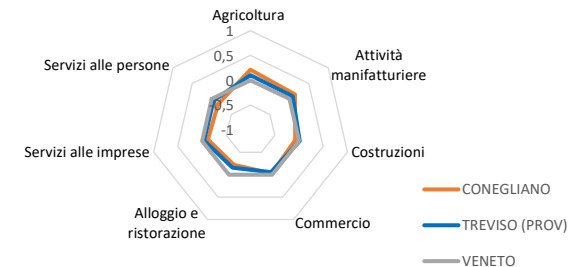 Agricoltura
1
0,5
0
-0,5
-1
Attività
manifatturiere
Costruzioni
Commercio
Alloggio e
ristorazione
Servizi alle imprese
Servizi alle persone
CONEGLIANO
TREVISO (PROV)
VENETO